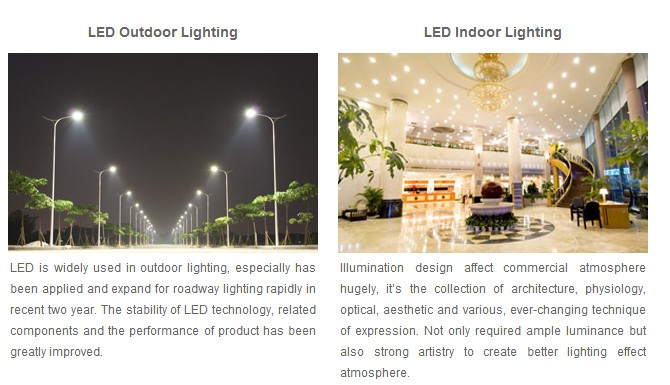 LED Outdoor Lighting
LED is widely used in outdoor lighting, especially has
been applied and expand for roadway lighting rapidly in
recent two year. The stability of LED technology, related
components and the performance of product has been
greatly improved.
LED Indoor Lighting
Illumination design affect commercial atmosphere
hugely, it's the collection of architecture, physiology,
optical, aesthetic and various, ever-changing technique
of expression. Not only required ample luminance but
also strong artistry to create better lighting effect
atmosphere.